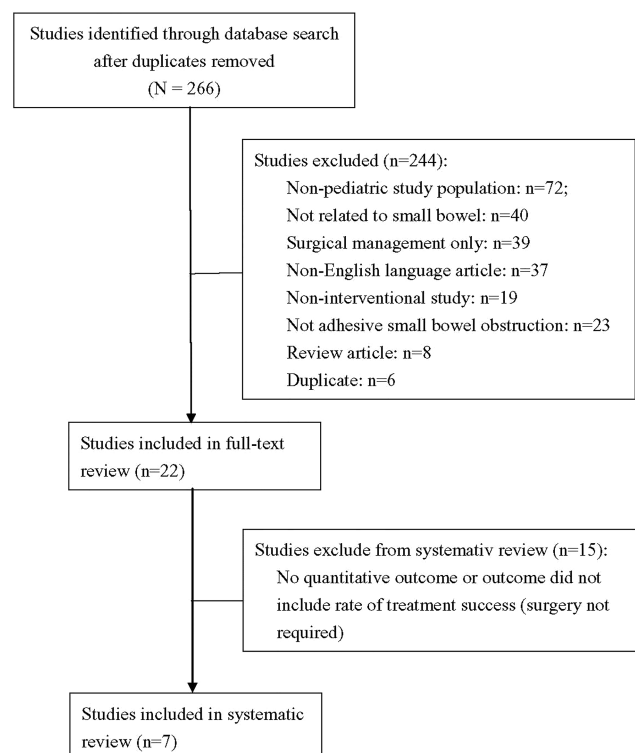 Studies identified through database search
after duplicates removed
(N = 266)
Studies excluded (n=244):
Non-pediatric study population: n=72;
Not related to small bowel: n=40
Surgical management only: n=39
Non-English language article: n=37
Non-interventional study: n=19
Not adhesive small bowel obstruction: n=23
Review article: n=8
Duplicate: n=6
Studies included in full-text
review (n=22)
Studies exclude from systemativ review (n=15):
No quantitative outcome or outcome did not
include rate of treatment success (surgery not
required)
Studies included in systematic
review (n=7)